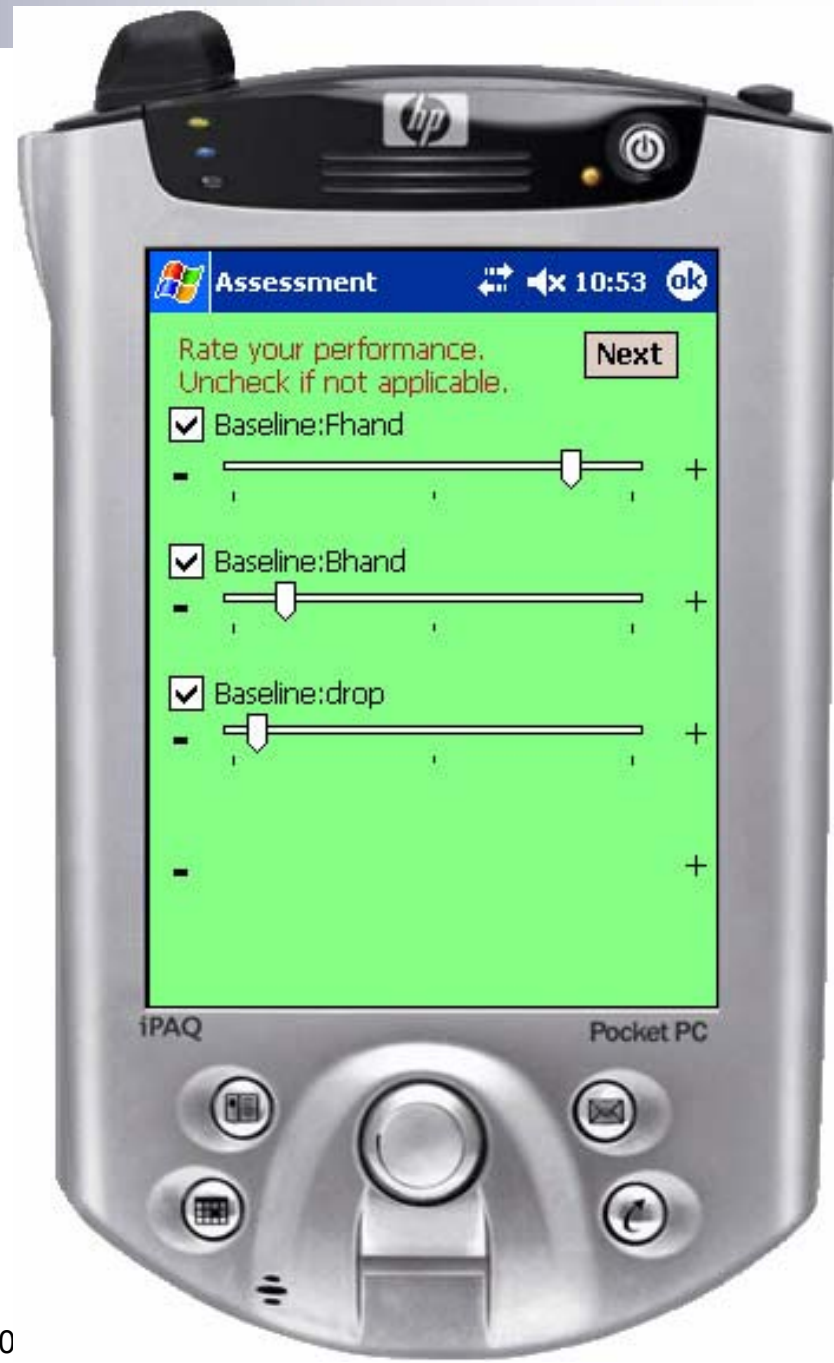 hp
Assessment 10:53 ok
Rate your performance. Next
Uncheck if not applicable.
Baseline:Fhand
- +
Baseline:Bhand
- +
Baseline:drop
- +
- +
iPAQ Pocket PC
0